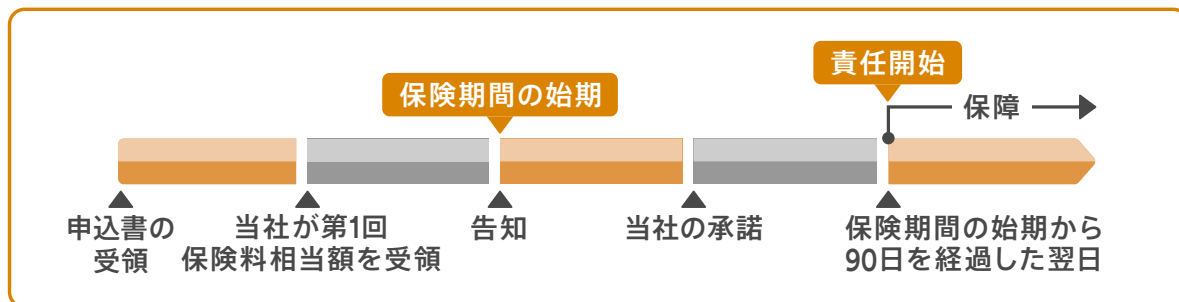 責任開始
保険期間の始期
保障
申込書の
受領
当社が第1回
保険料相当額を受領
告知
当社の承諾
保険期間の始期から
90日を経過した翌日